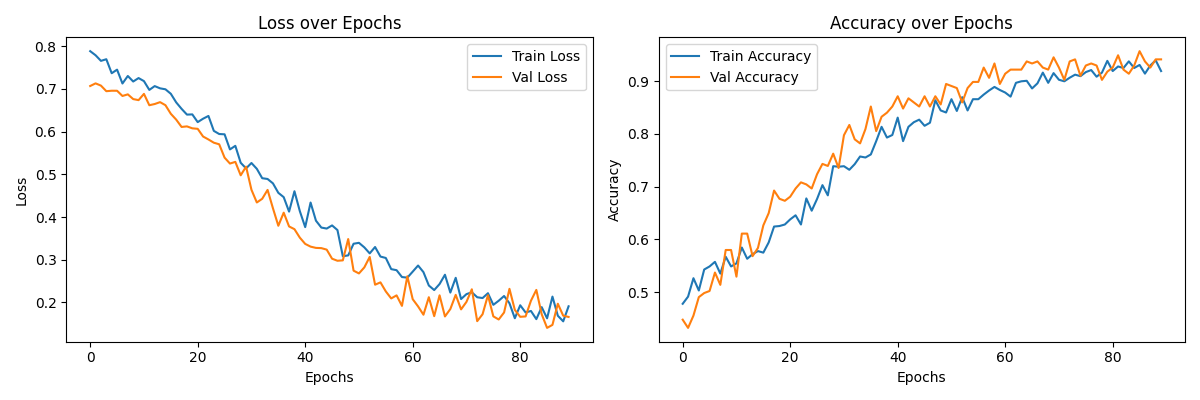 Loss over Epochs
Train Loss
Val Loss
Loss
0.8
0.7
0.6
0.5
0.4
0.3
0.2
0
20
40
60
80
Epochs
Accuracy over Epochs
Train Accuracy
Val Accuracy
Accuracy
0.9
0.8
0.7
0.6
0.5
0
20
40
60
80
Epochs